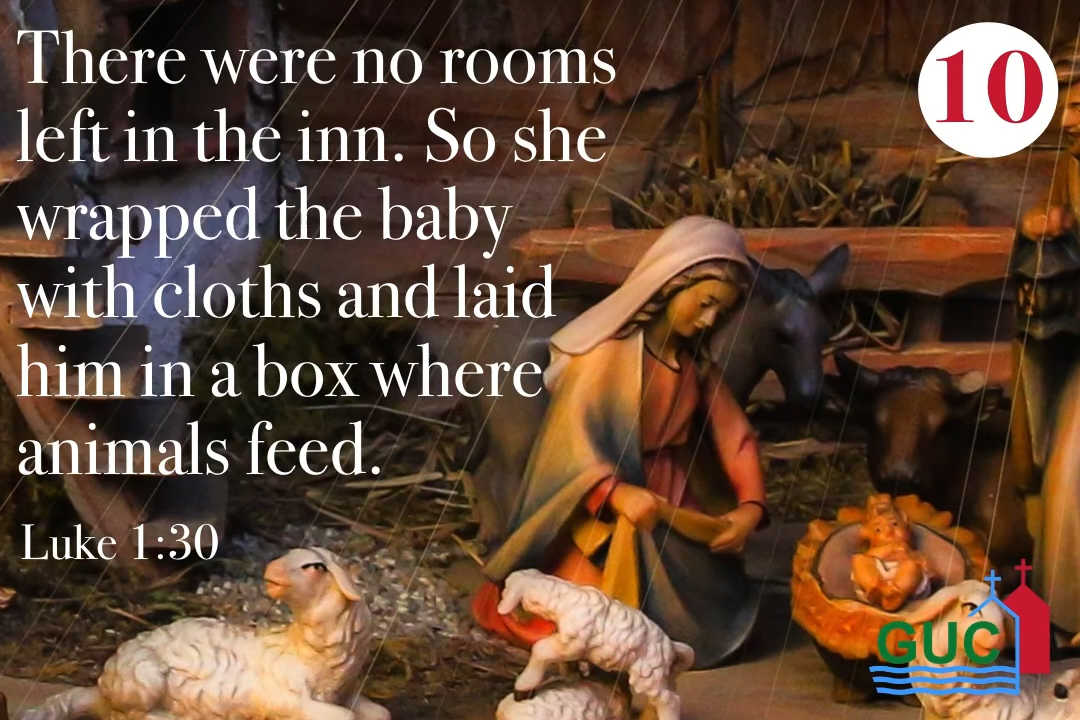 There were no rooms
left in the inn. So she
wrapped the baby
with cloths and laid
him in a box where
animals feed.
Luke 1:30
10
GUC